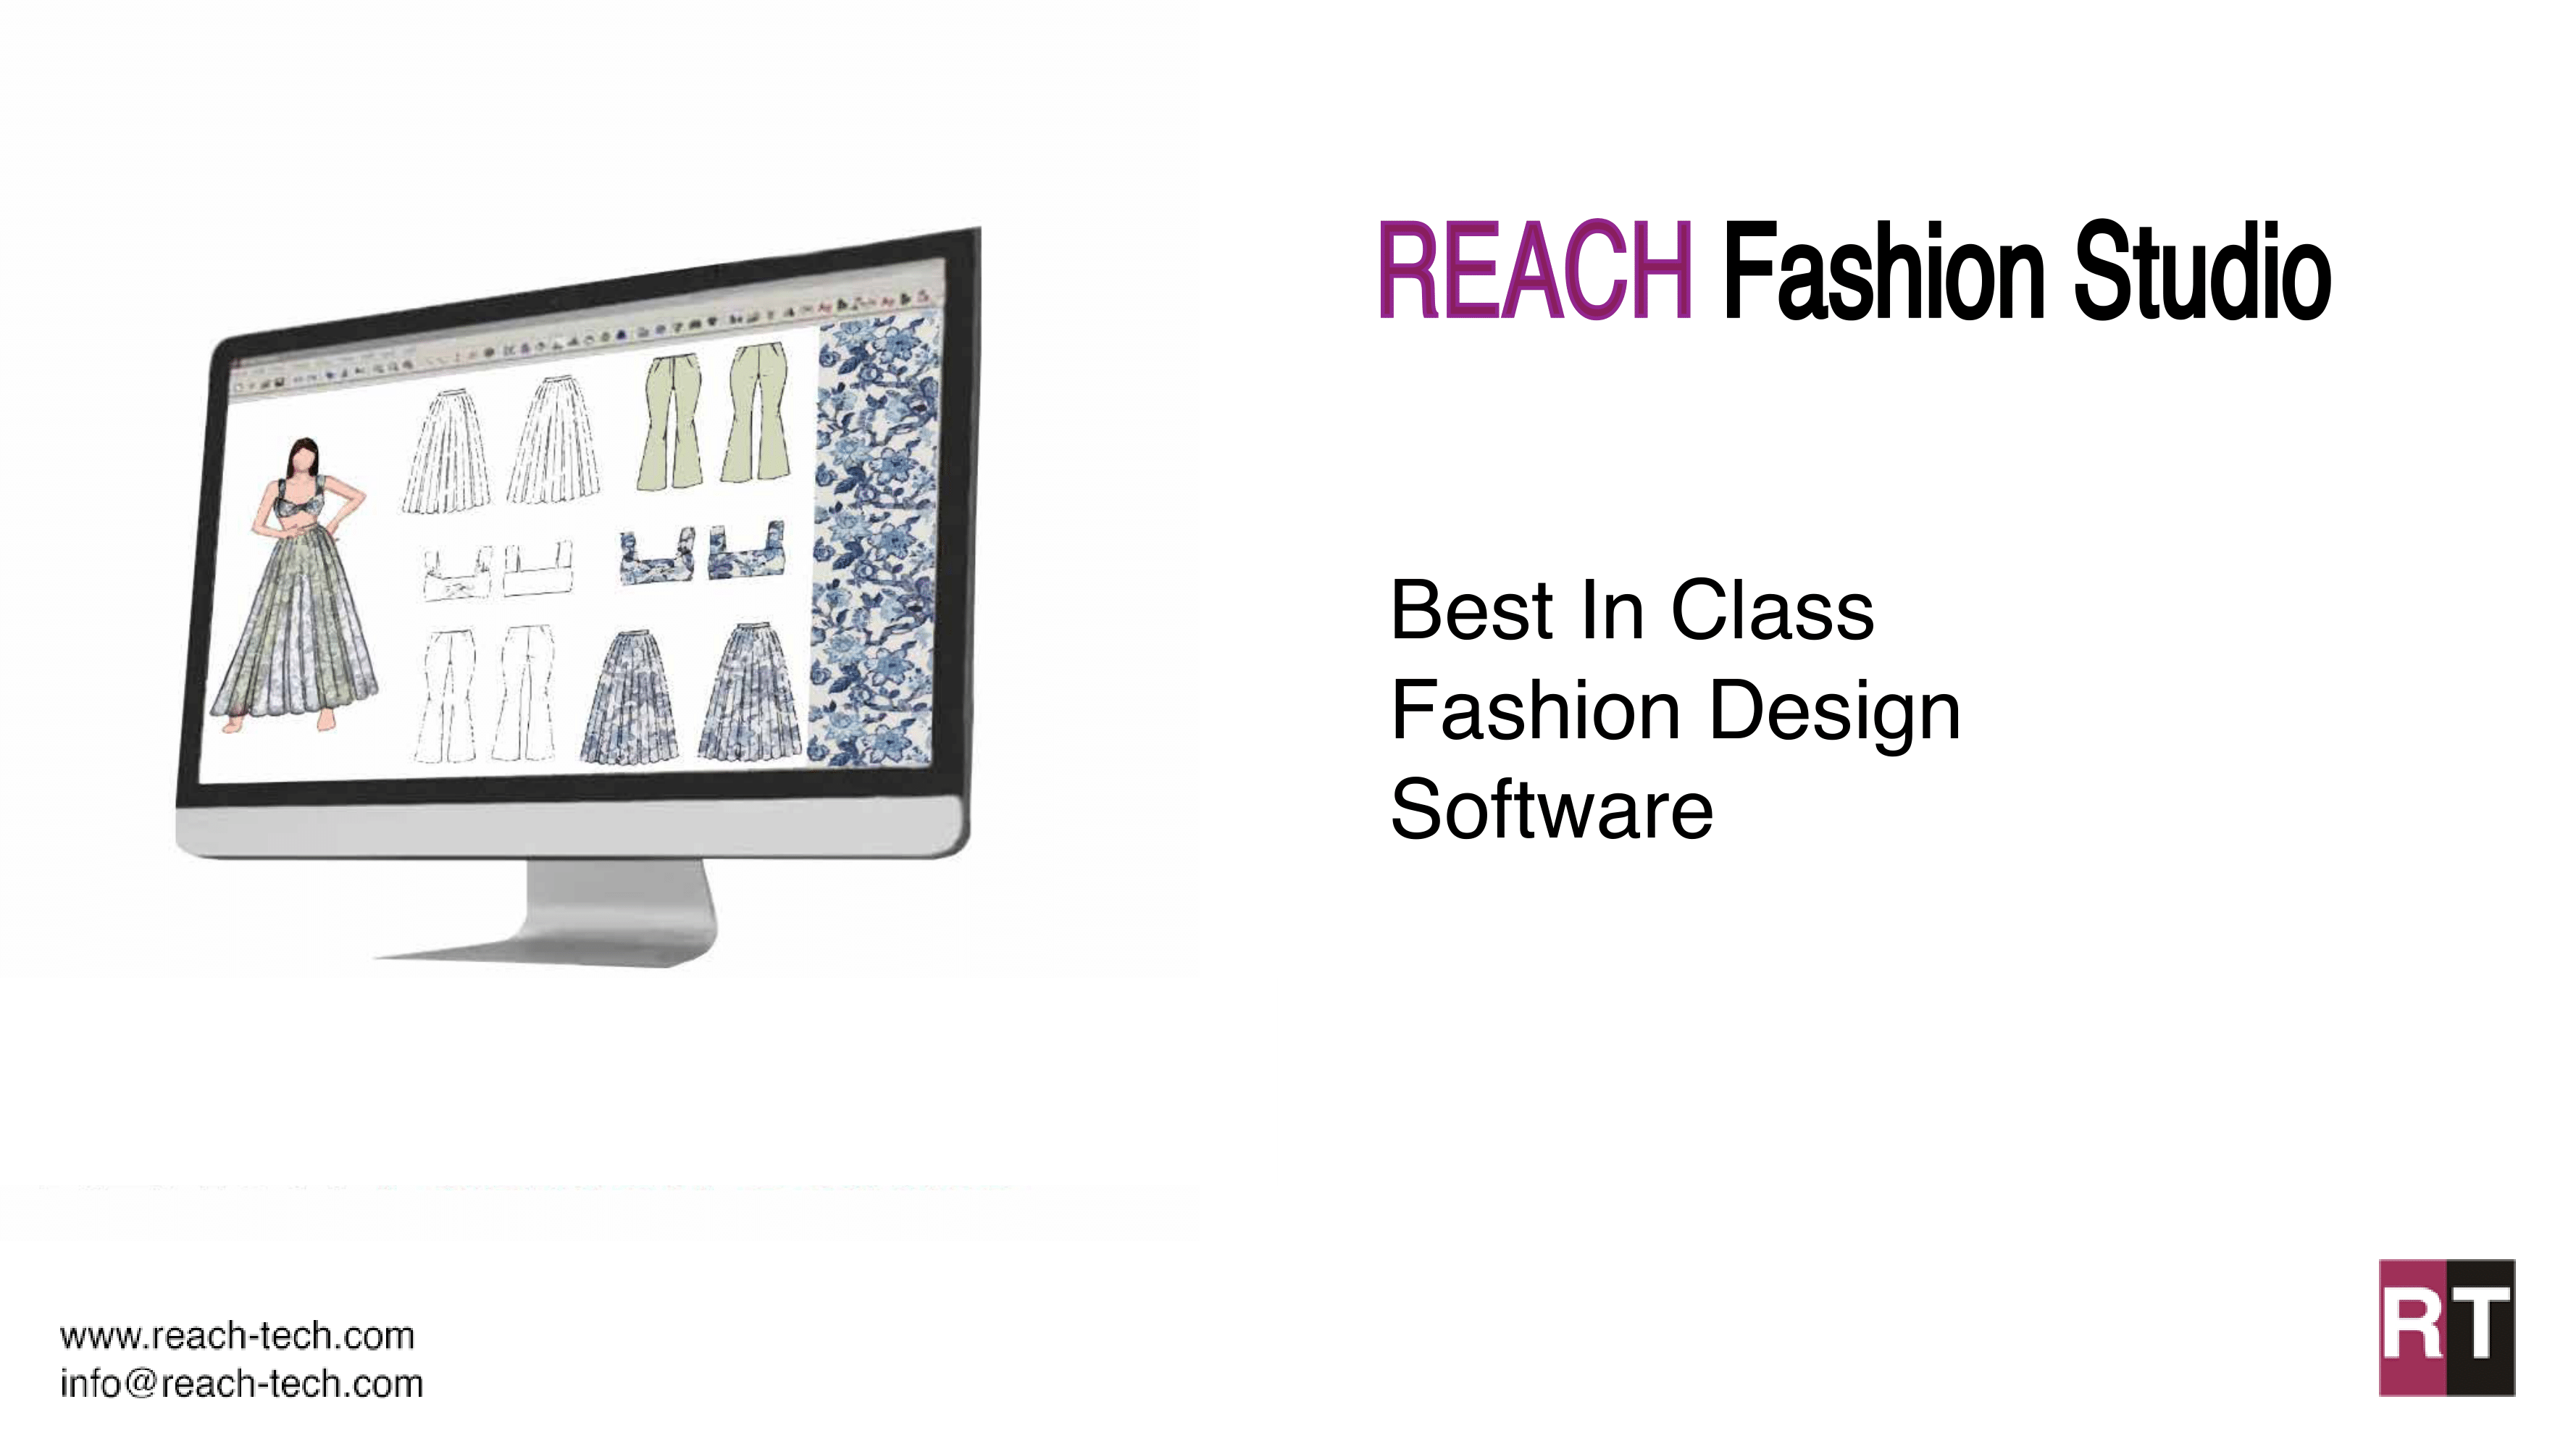 REACH Fashion Studio
Best In Class
Fashion Design
Software
www.reach-tech.com
info@reach-tech.com
RT